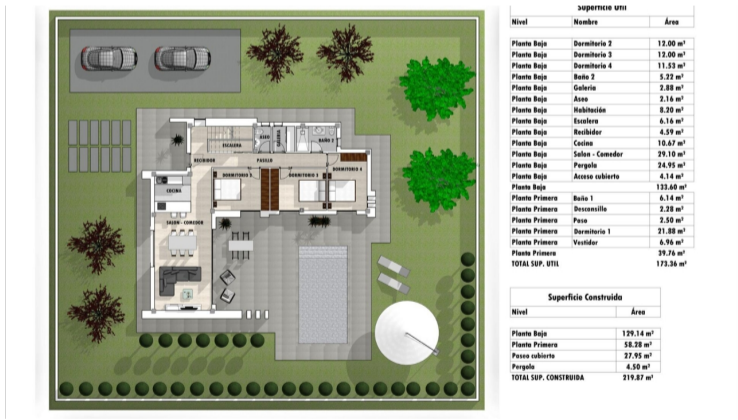 ESCALERA
ASEO
GALERIA
BAÑO 2
RECIBIDOR
PASILLO
DORMITORIO 4
COCINA
DORMITORIO 2
DORMITORIO 3
SALON - COMEDOR
Superficie Util
Nivel Nombre Área
Planta Baja Dormitorio 2 12.00 m²
Planta Baja Dormitorio 3 12.00 m²
Planta Baja Dormitorio 4 11.53 m²
Planta Baja Baño 2 5.22 m²
Planta Baja Galeria 2.88 m²
Planta Baja Aseo 2.16 m²
Planta Baja Habitación 8.20 m²
Planta Baja Escalera 6.16 m²
Planta Baja Recibidor 4.59 m²
Planta Baja Cocina 10.67 m²
Planta Baja Salon - Comedor 29.10 m²
Planta Baja Pergola 24.95 m²
Planta Baja Acceso cubierto 4.14 m²
Planta Baja 133.60 m²
Planta Primera Baño 1 6.14 m²
Planta Primera Descansillo 2.28 m²
Planta Primera Paso 2.50 m²
Planta Primera Dormitorio 1 21.88 m²
Planta Primera Vestidor 6.96 m²
Planta Primera 39.76 m²
TOTAL SUP. UTIL 173.36 m²
Superficie Construida
Nivel Área
Planta Baja 129.14 m²
Planta Primera 58.28 m²
Paseo cubierto 27.95 m²
Pergola 4.50 m²
TOTAL SUP. CONSTRUIDA 219.87 m²